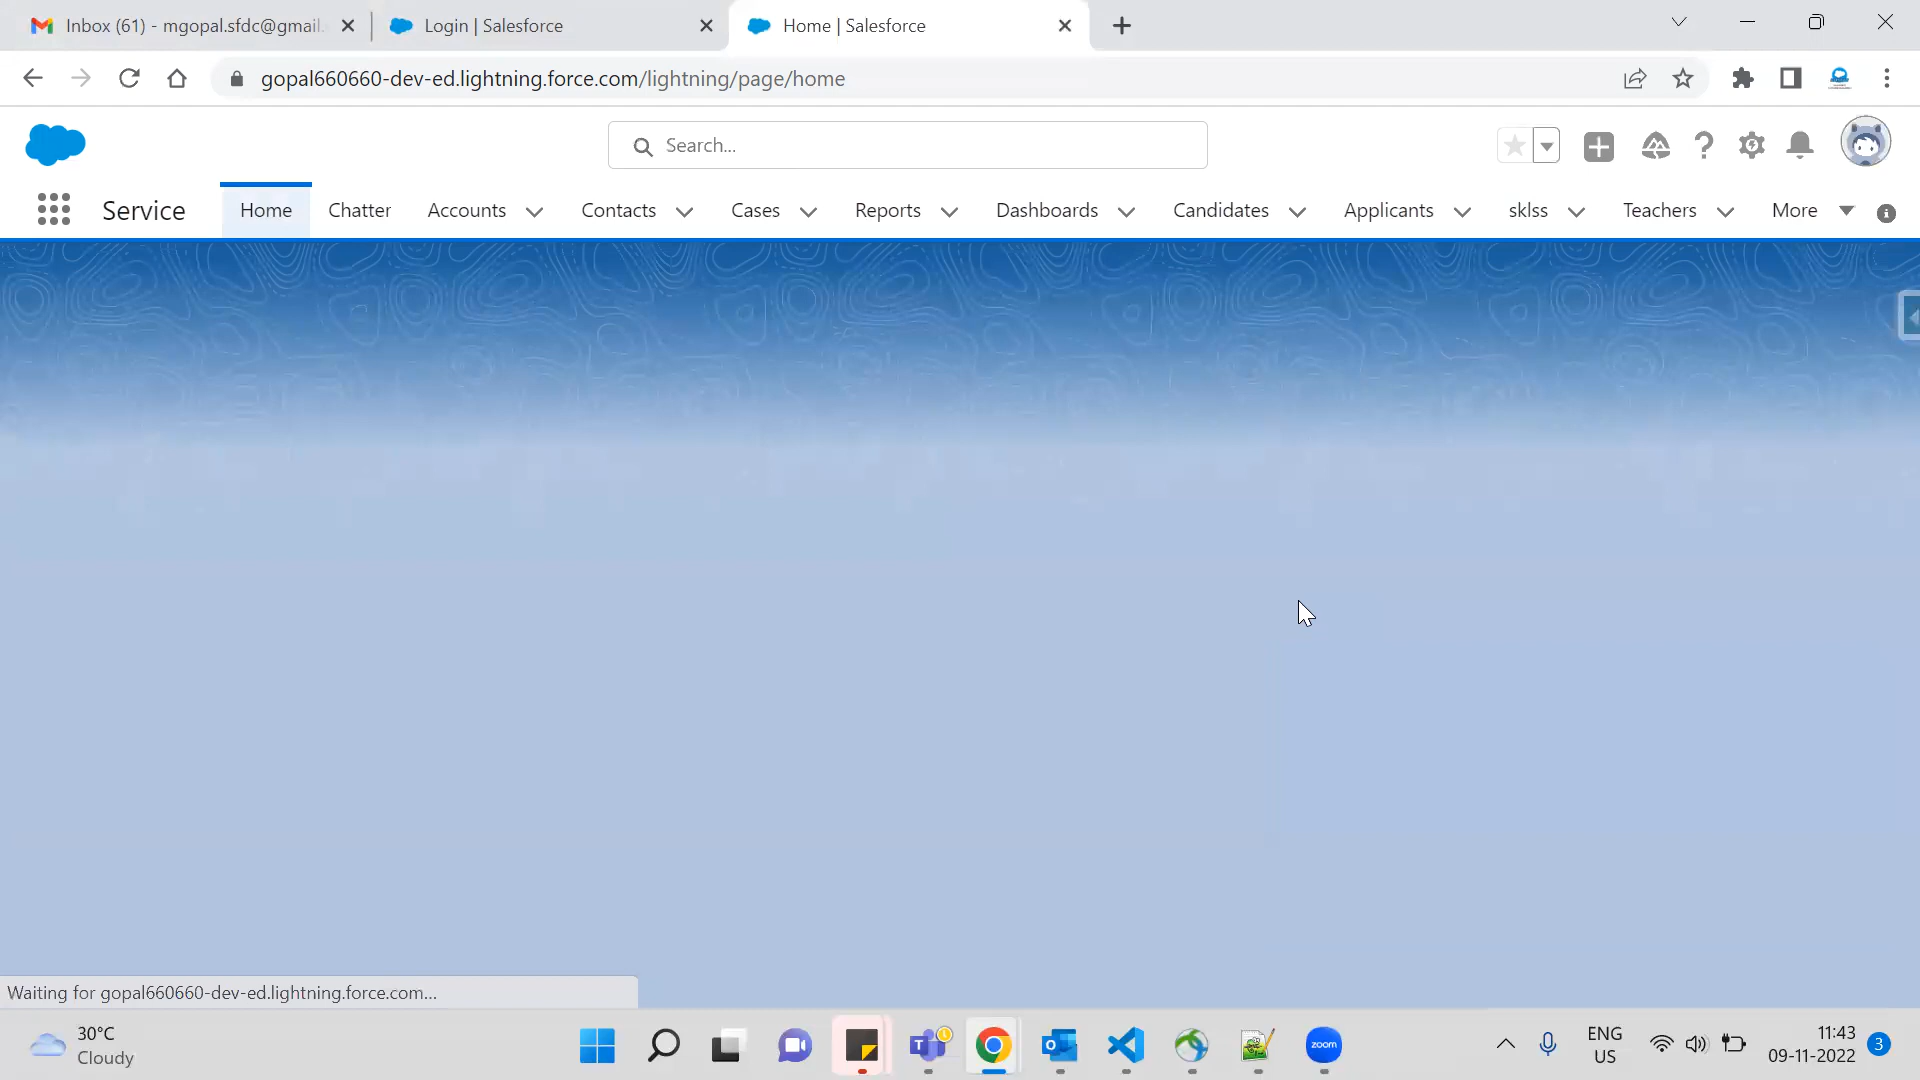 Inbox (61) - mgopal.sfdc@gmail.
Login | Salesforce
Home | Salesforce
gopal660660-dev-ed.lightning.force.com/lightning/page/home
Search...
Service
Home
Chatter
Accounts
Contacts
Cases
Reports
Dashboards
Candidates
Applicants
sklss
Teachers
More
Waiting for gopal660660-dev-ed.lightning.force.com...
30°C
Cloudy
T
O
zoom
ENG
US
11:43
09-11-2022
3